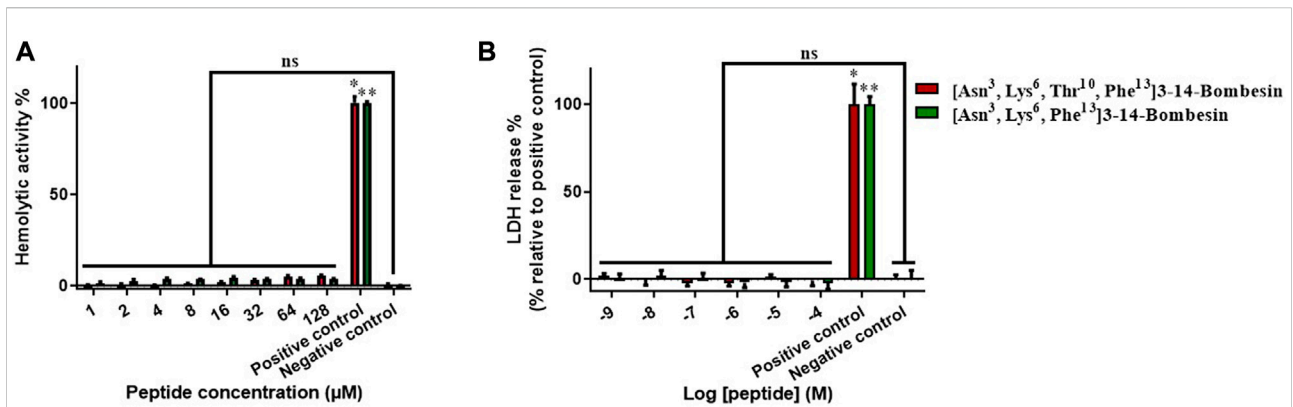 A
Hemolytic activity %
100
50
0
ns
*
**
1
2
4
8
16
32
64
128
Positive control
Negative control
Peptide concentration (µM)
B
LDH release %
(% relative to positive control)
100
50
0
ns
*
**
-9
-8
-7
-6
-5
-4
Positive control
Negative control
Log [peptide] (M)
[Asn³, Lys⁶, Thr¹⁰, Phe¹³]3-14-Bombesin
[Asn³, Lys⁶, Phe¹³]3-14-Bombesin